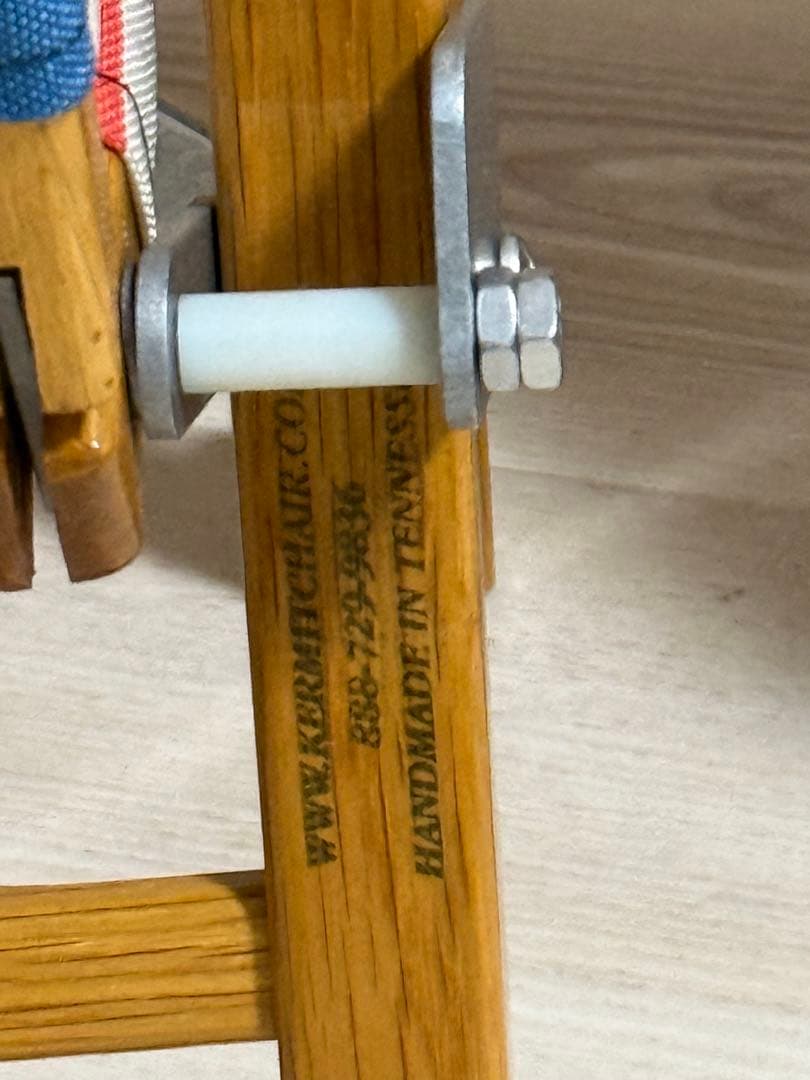 WWW.KERMITCHAIR.CO
888-729-9836
HANDMADE IN TENNESS